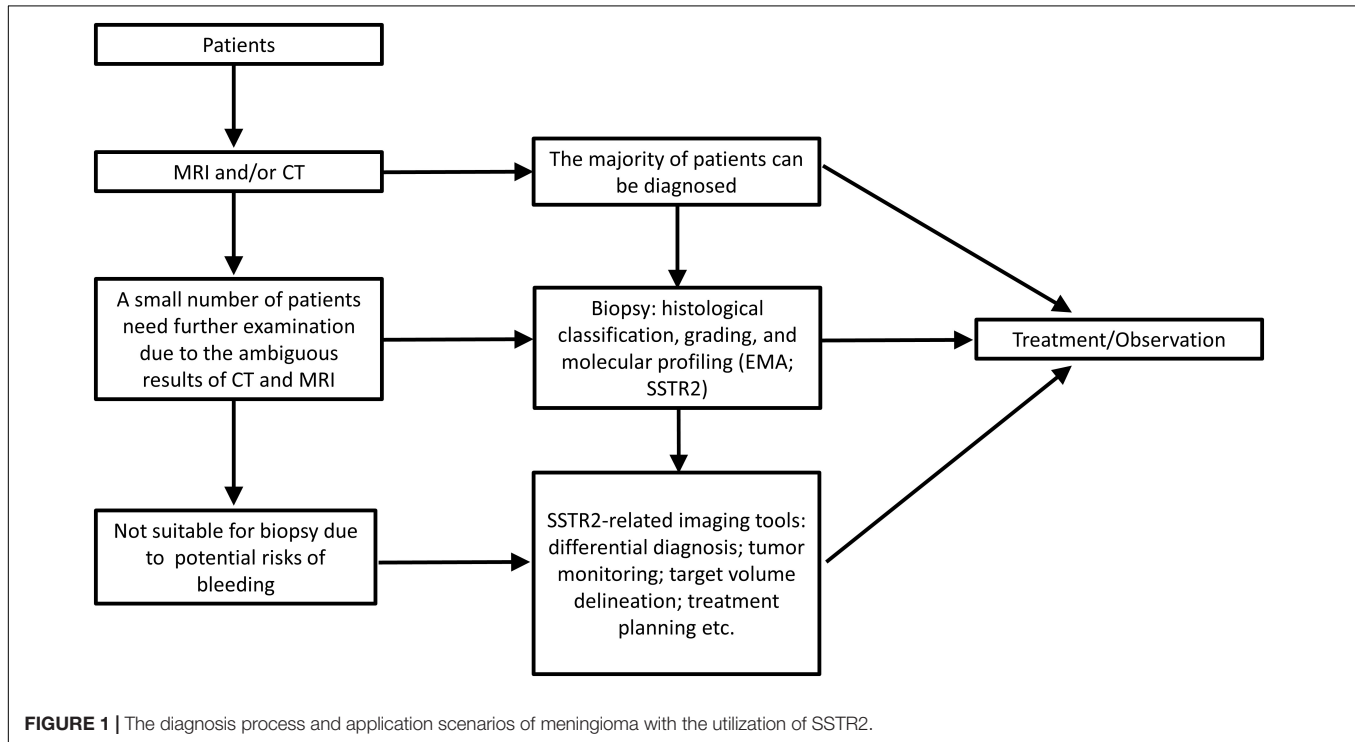 Patients
MRI and/or CT
The majority of patients can
be diagnosed
A small number of patients
need further examination
due to the ambiguous
results of CT and MRI
Biopsy: histological
classification, grading, and
molecular profiling (EMA;
SSTR2)
Treatment/Observation
Not suitable for biopsy due
to potential risks of
bleeding
SSTR2-related imaging tools:
differential diagnosis; tumor
monitoring; target volume
delineation; treatment
planning etc.
FIGURE 1 | The diagnosis process and application scenarios of meningioma with the utilization of SSTR2.